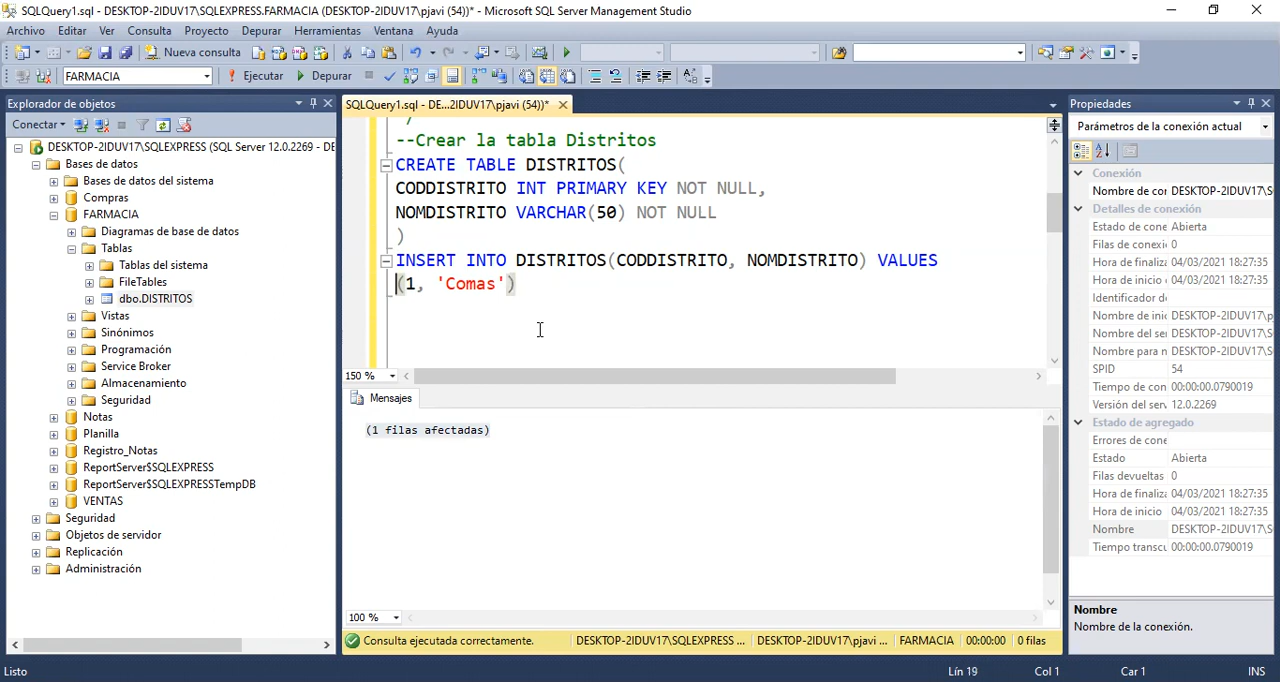 SQLQuery1.sql - DESKTOP-2IDUV17\SQLEXPRESS.FARMACIA (DESKTOP-2IDUV17\pjavi (54))* - Microsoft SQL Server Management Studio
Archivo Editar Ver Consulta Proyecto Depurar Herramientas Ventana Ayuda
Nueva consulta
FARMACIA Ejecutar Depurar
Explorador de objetos
Conectar
DESKTOP-2IDUV17\SQLEXPRESS (SQL Server 12.0.2269 - DE
Bases de datos
Bases de datos del sistema
Compras
FARMACIA
Diagramas de base de datos
Tablas
Tablas del sistema
FileTables
dbo.DISTRITOS
Vistas
Sinónimos
Programación
Service Broker
Almacenamiento
Seguridad
Notas
Planilla
Registro_Notas
ReportServer$SQLEXPRESS
ReportServer$SQLEXPRESSTempDB
VENTAS
Seguridad
Objetos de servidor
Replicación
Administración
SQLQuery1.sql - DE...2IDUV17\pjavi (54))*
--Crear la tabla Distritos
CREATE TABLE DISTRITOS(
CODDISTRITO INT PRIMARY KEY NOT NULL,
NOMDISTRITO VARCHAR(50) NOT NULL
)
INSERT INTO DISTRITOS(CODDISTRITO, NOMDISTRITO) VALUES
(1, 'Comas')
150 %
Mensajes
(1 filas afectadas)
100 %
Consulta ejecutada correctamente. DESKTOP-2IDUV17\SQLEXPRESS ... DESKTOP-2IDUV17\pjavi ... FARMACIA 00:00:00 0 filas
Propiedades
Parámetros de la conexión actual
Conexión
Nombre de cor DESKTOP-2IDUV17\S
Detalles de conexión
Estado de cone Abierta
Filas de conexi 0
Hora de finaliza 04/03/2021 18:27:35
Hora de inicio 04/03/2021 18:27:35
Identificador de
Nombre de inic DESKTOP-2IDUV17\p
Nombre del ser DESKTOP-2IDUV17\S
Nombre para n DESKTOP-2IDUV17\S
SPID 54
Tiempo de con 00:00:00.0790019
Versión del serv 12.0.2269
Estado de agregado
Errores de cone
Estado Abierta
Filas devueltas 0
Hora de finaliza 04/03/2021 18:27:35
Hora de inicio 04/03/2021 18:27:35
Nombre DESKTOP-2IDUV17\S
Tiempo transcu 00:00:00.0790019
Nombre
Nombre de la conexión.
Listo Lín 19 Col 1 Car 1 INS